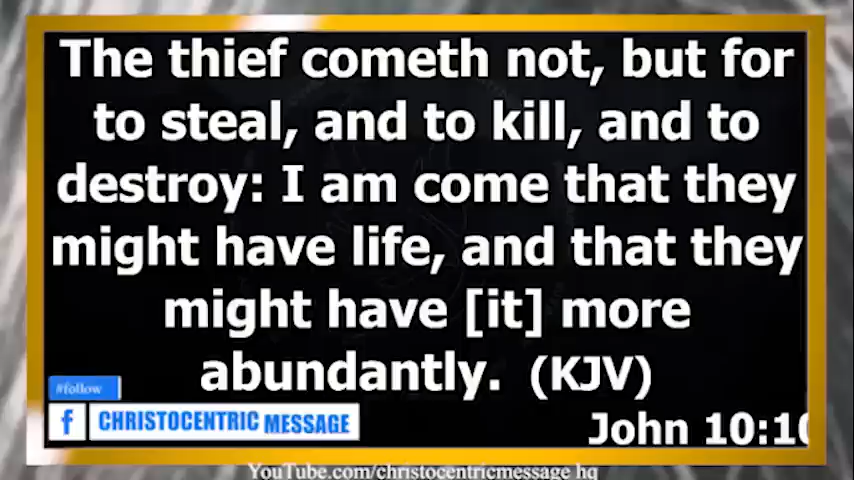 The thief cometh not, but for
to steal, and to kill, and to
destroy: I am come that they
might have life, and that they
might have [it] more
abundantly. (KJV)
#follow
f CHRISTOCENTRIC MESSAGE
John 10:10
YouTube.com/christocentricmessage hq